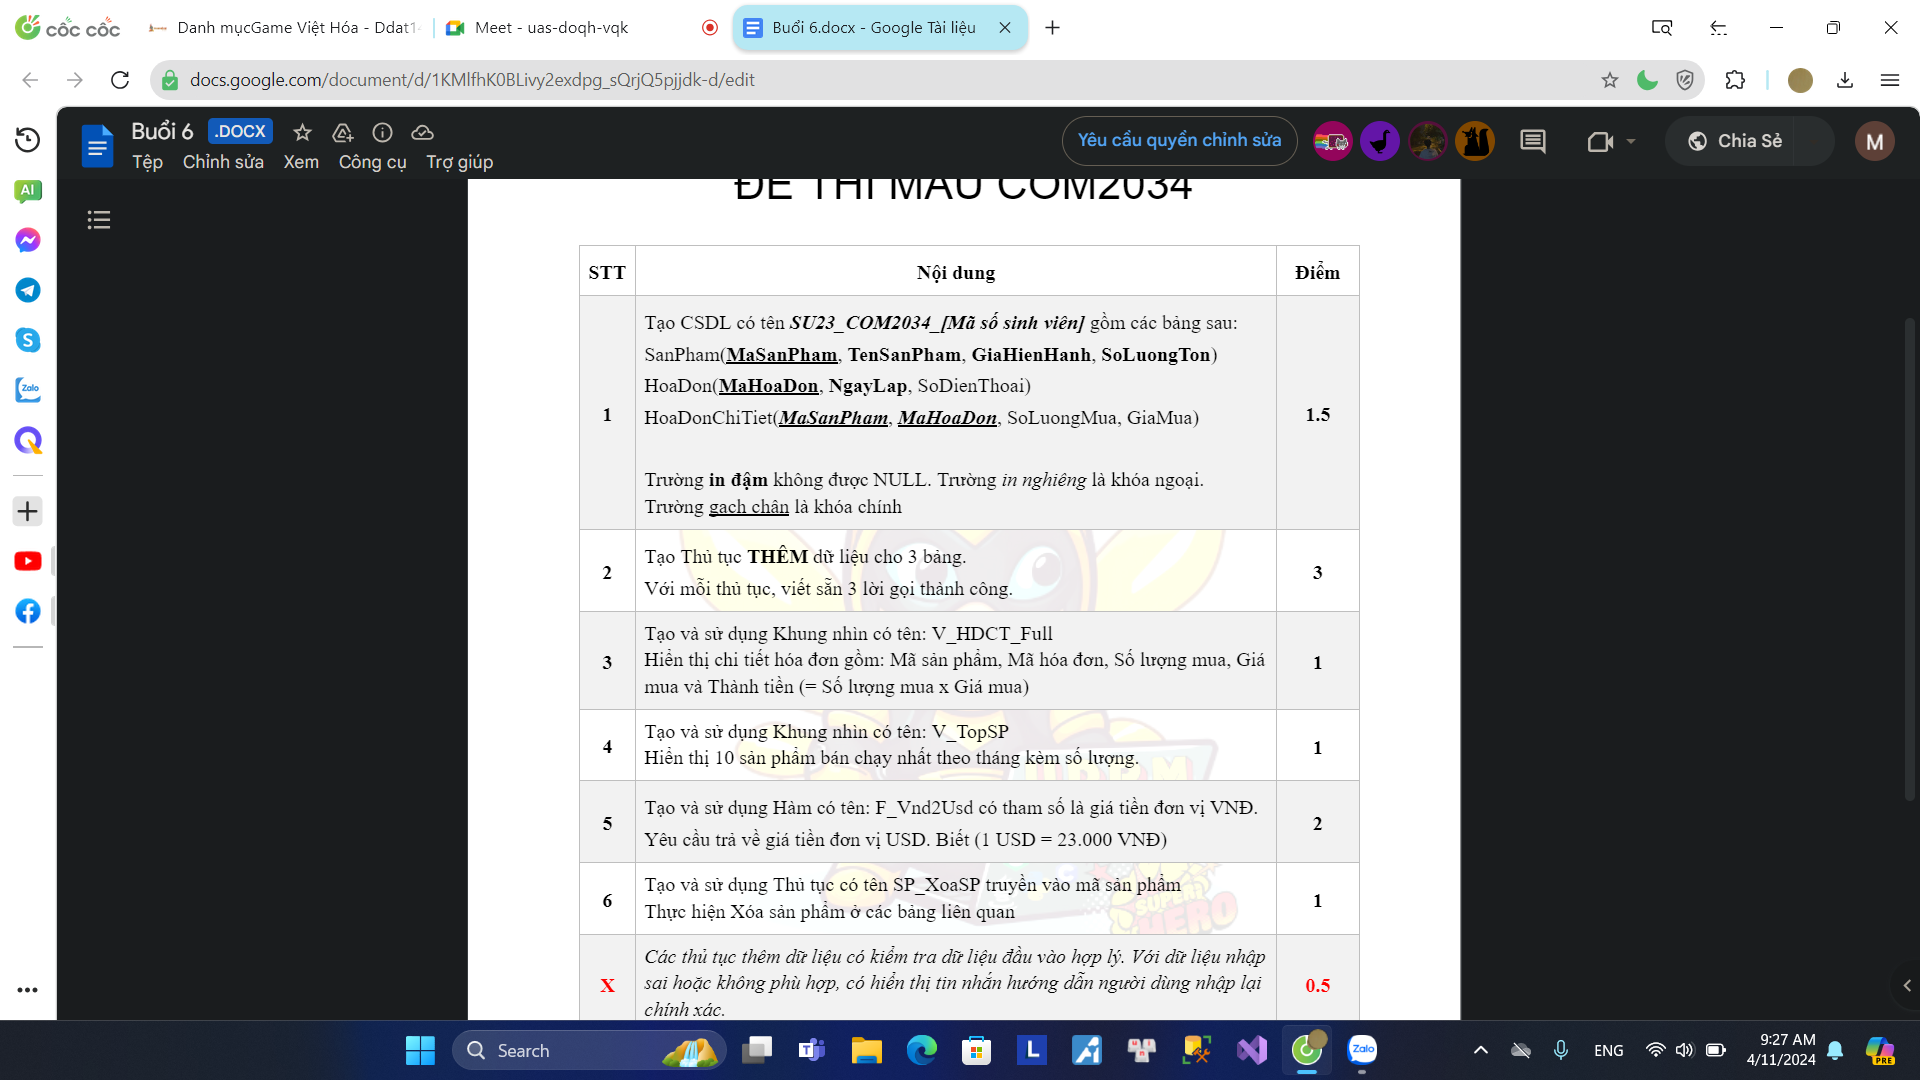 cốc cốc
Danh mụcGame Việt Hóa - Ddat1
Meet - uas-doqh-vqk
Buổi 6.docx - Google Tài liệu
docs.google.com/document/d/1KMlfhK0BLivy2exdpg_sQrjQ5pjjdk-d/edit
AI
Buổi 6 .DOCX
Tệp Chỉnh sửa Xem Công cụ Trợ giúp
Yêu cầu quyền chỉnh sửa
Chia Sẻ
M
ĐỀ THI MẪU COM2034
STT Nội dung Điểm
Tạo CSDL có tên SU23_COM2034_[Mã số sinh viên] gồm các bảng sau:
SanPham(MaSanPham, TenSanPham, GiaHienHanh, SoLuongTon)
HoaDon(MaHoaDon, NgayLap, SoDienThoai)
1 HoaDonChiTiet(MaSanPham, MaHoaDon, SoLuongMua, GiaMua) 1.5
Trường in đậm không được NULL. Trường in nghiêng là khóa ngoại.
Trường gạch chân là khóa chính
2 Tạo Thủ tục THÊM dữ liệu cho 3 bảng. 3
Với mỗi thủ tục, viết sẵn 3 lời gọi thành công.
Tạo và sử dụng Khung nhìn có tên: V_HDCT_Full
3 Hiển thị chi tiết hóa đơn gồm: Mã sản phẩm, Mã hóa đơn, Số lượng mua, Giá 1
mua và Thành tiền (= Số lượng mua x Giá mua)
4 Tạo và sử dụng Khung nhìn có tên: V_TopSP 1
Hiển thị 10 sản phẩm bán chạy nhất theo tháng kèm số lượng.
5 Tạo và sử dụng Hàm có tên: F_Vnd2Usd có tham số là giá tiền đơn vị VNĐ. 2
Yêu cầu trả về giá tiền đơn vị USD. Biết (1 USD = 23.000 VNĐ)
6 Tạo và sử dụng Thủ tục có tên SP_XoaSP truyền vào mã sản phẩm 1
Thực hiện Xóa sản phẩm ở các bảng liên quan
Các thủ tục thêm dữ liệu có kiểm tra dữ liệu đầu vào hợp lý. Với dữ liệu nhập
X sai hoặc không phù hợp, có hiển thị tin nhắn hướng dẫn người dùng nhập lại 0.5
chính xác.
UDPM
SUPER
HERO
Zalo
Search
L
Zalo
ENG
9:27 AM
4/11/2024
PRE